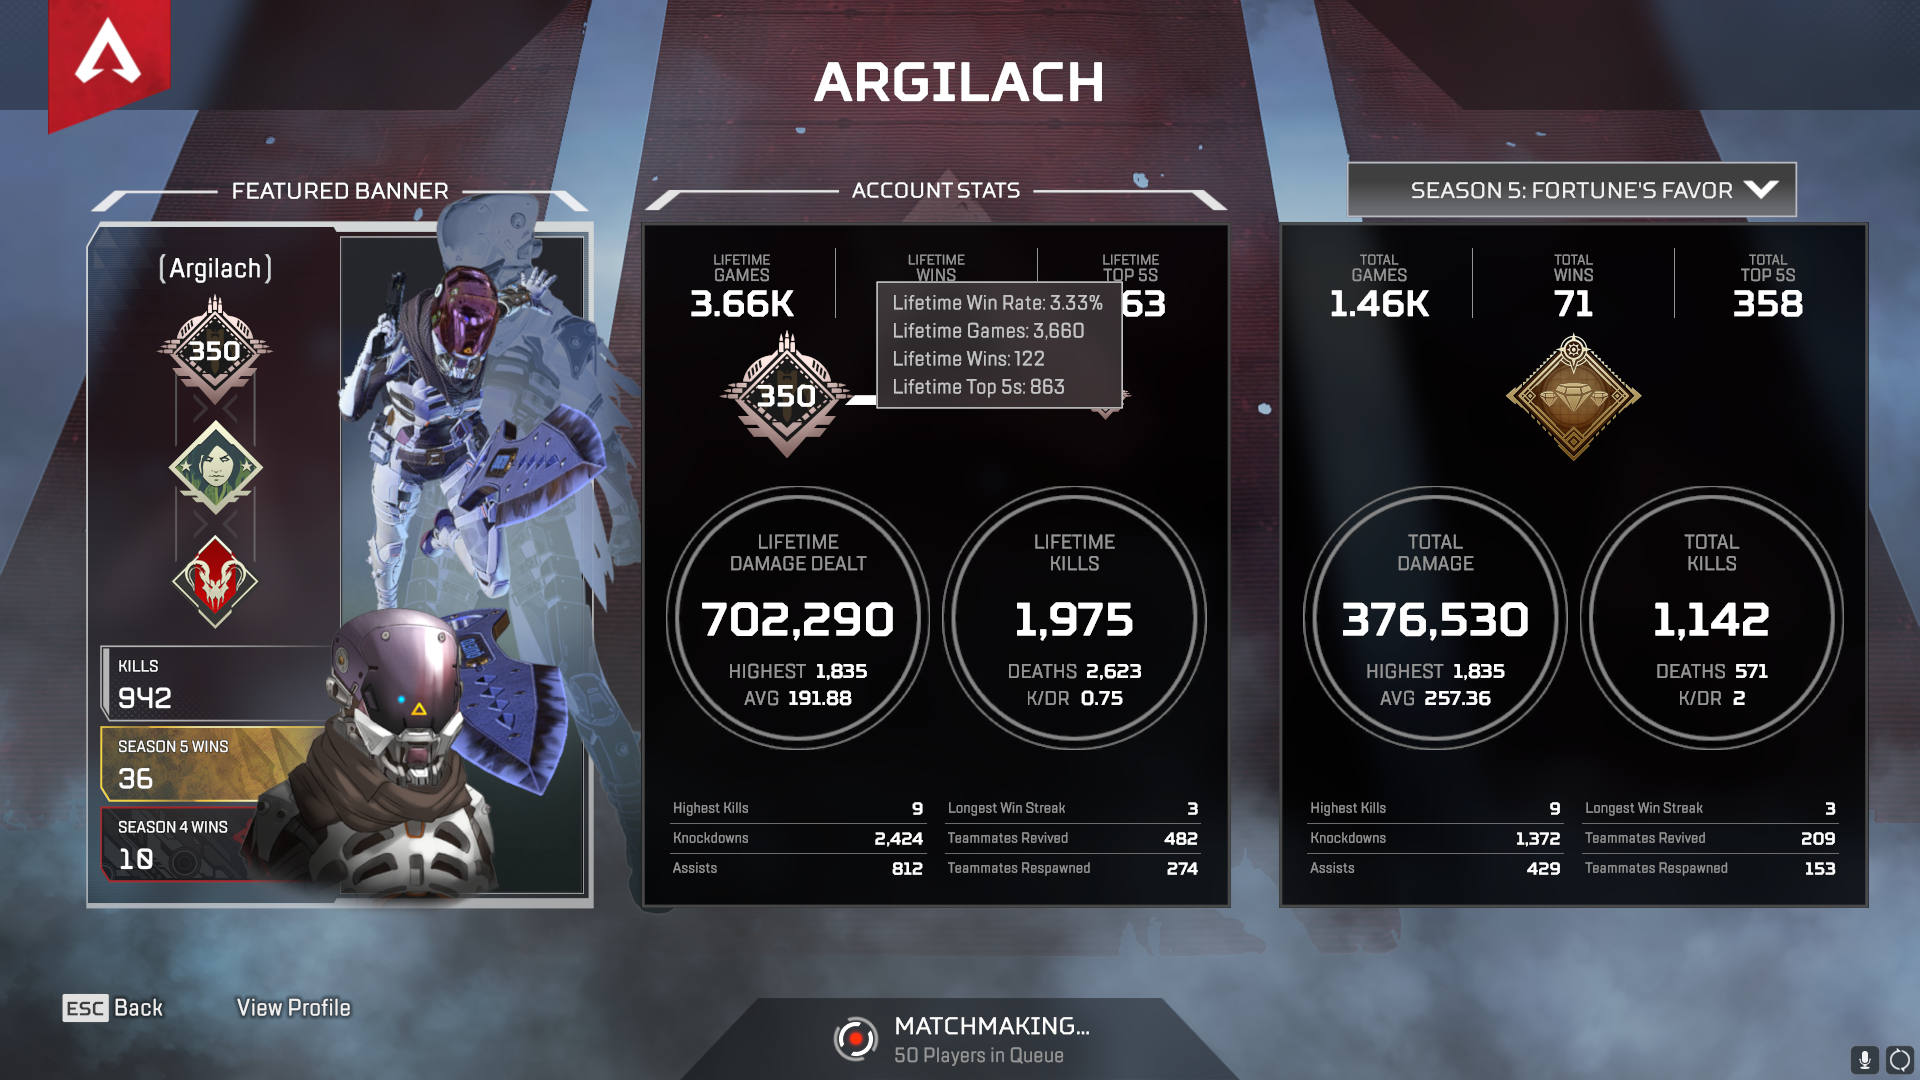 ARGILACH
FEATURED BANNER
(Argilach)
350
KILLS
942
SEASON 5 WINS
36
SEASON 4 WINS
10
ACCOUNT STATS
LIFETIME
GAMES
3.66K
LIFETIME
WINS
LIFETIME
TOP 5S
63
Lifetime Win Rate: 3.33%
Lifetime Games: 3,660
Lifetime Wins: 122
Lifetime Top 5s: 863
350
LIFETIME
DAMAGE DEALT
702,290
HIGHEST 1,835
AVG 191.88
LIFETIME
KILLS
1,975
DEATHS 2,623
K/DR 0.75
Highest Kills 9
Knockdowns 2,424
Assists 812
Longest Win Streak 3
Teammates Revived 482
Teammates Respawned 274
SEASON 5: FORTUNE'S FAVOR
TOTAL
GAMES
1.46K
TOTAL
WINS
71
TOTAL
TOP 5S
358
TOTAL
DAMAGE
376,530
HIGHEST 1,835
AVG 257.36
TOTAL
KILLS
1,142
DEATHS 571
K/DR 2
Highest Kills 9
Knockdowns 1,372
Assists 429
Longest Win Streak 3
Teammates Revived 209
Teammates Respawned 153
ESC Back
View Profile
MATCHMAKING...
50 Players in Queue